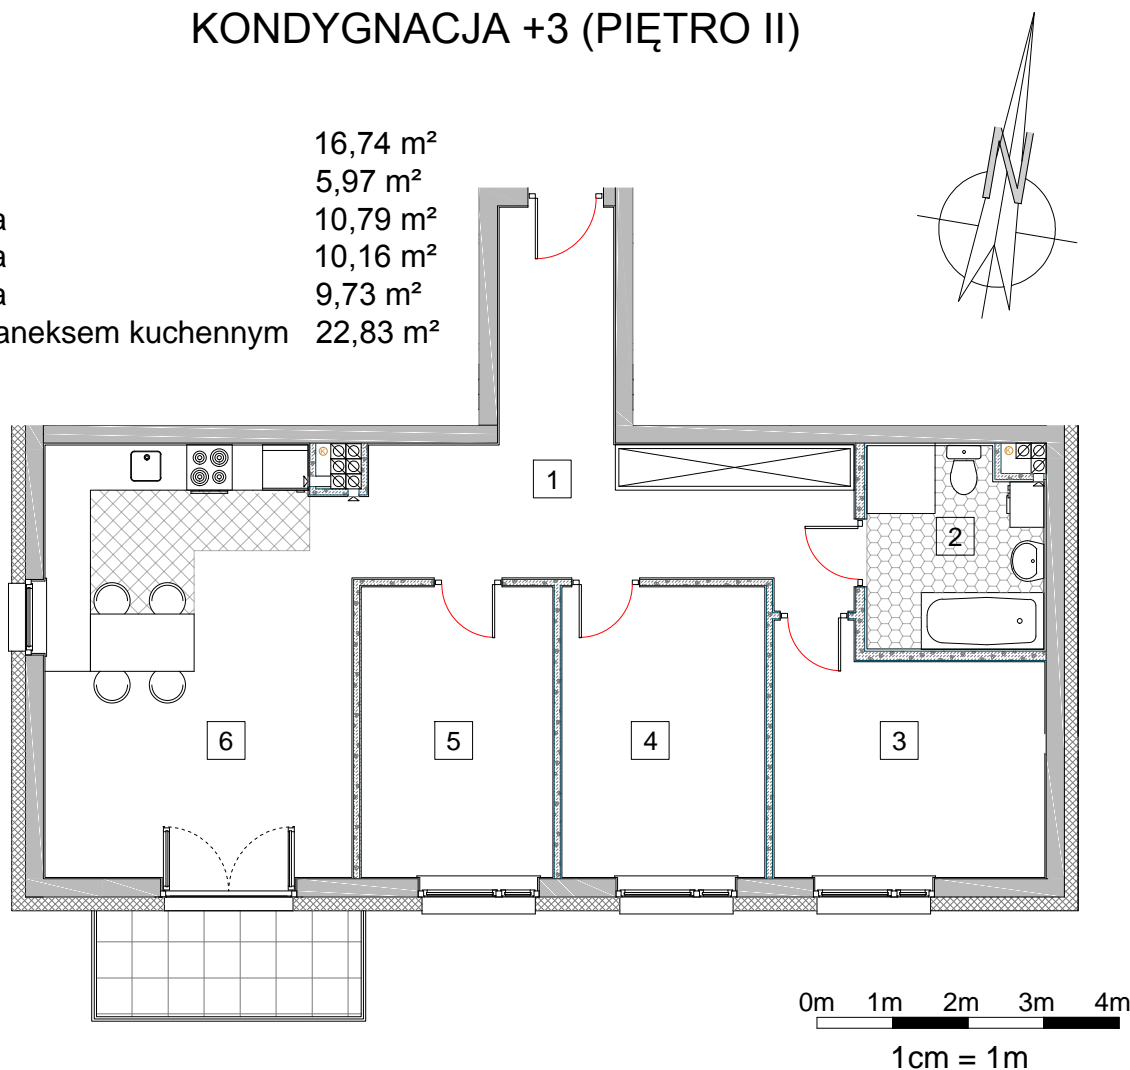 KONDYGNACJA +3 (PIĘTRO II)
N
16,74 m²
5,97 m²
a 10,79 m²
a 10,16 m²
a 9,73 m²
aneksem kuchennym 22,83 m²
1
2
6
5
4
3
0m 1m 2m 3m 4m
1cm = 1m